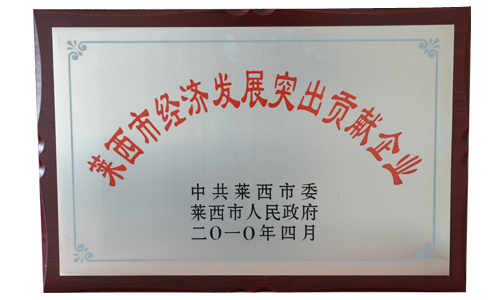 莱西市经济发展突出贡献企业
中共莱西市委
莱西市人民政府
二〇一〇年四月